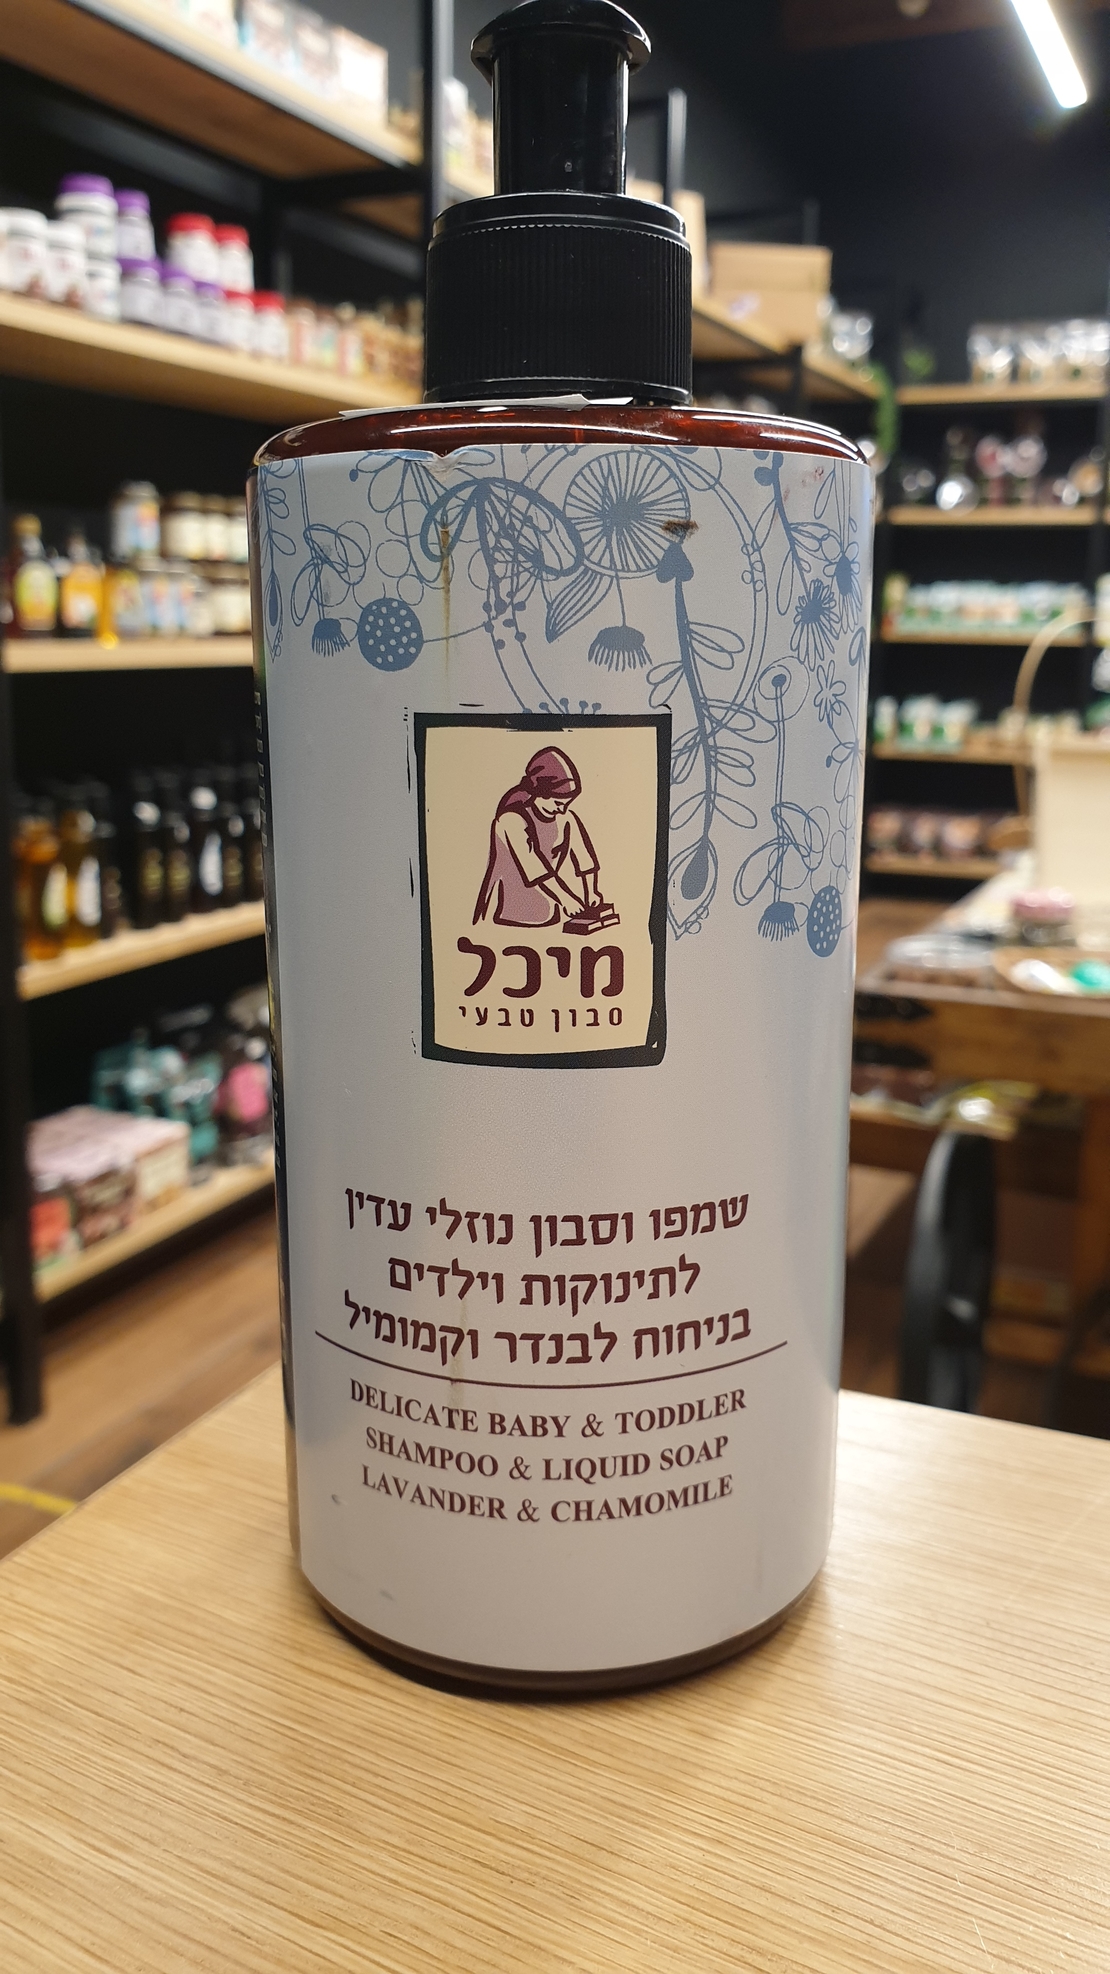 מיכל
סבון טבעי
שמפו וסבון נוזלי עדין
לתינוקות וילדים
בניחוח לבנדר וקמומיל
DELICATE BABY & TODDLER
SHAMPOO & LIQUID SOAP
LAVANDER & CHAMOMILE